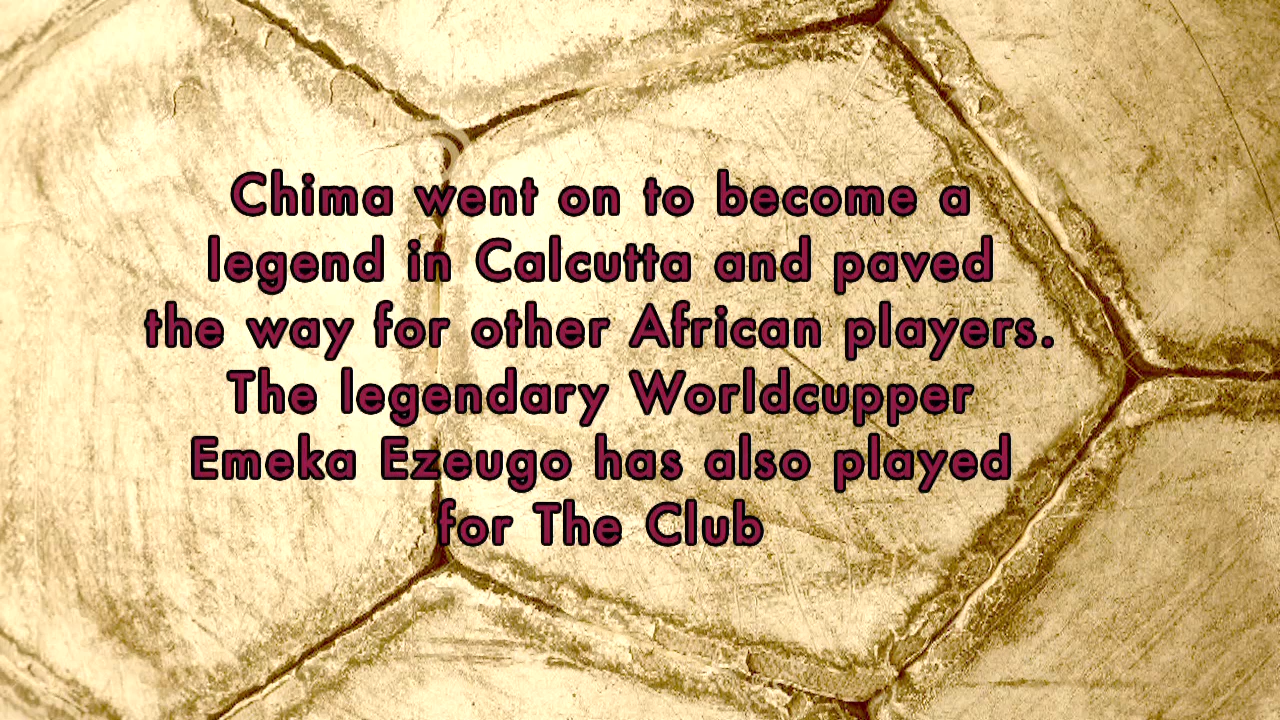 Chima went on to become a
legend in Calcutta and paved
the way for other African players.
The legendary Worldcupper
Emeka Ezeugo has also played
for The Club